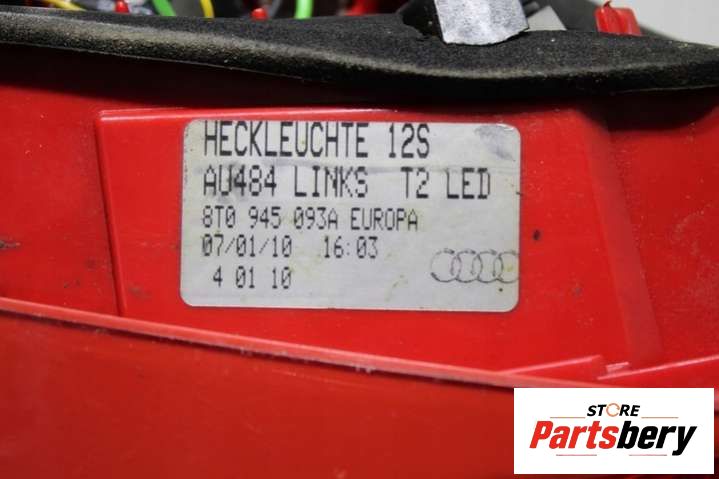 HECKLEUCHTE 12S
AU484 LINKS T2 LED
8T0 945 093A EUROPA
07/01/10 16:03
4 01 10
STORE
Partsbery